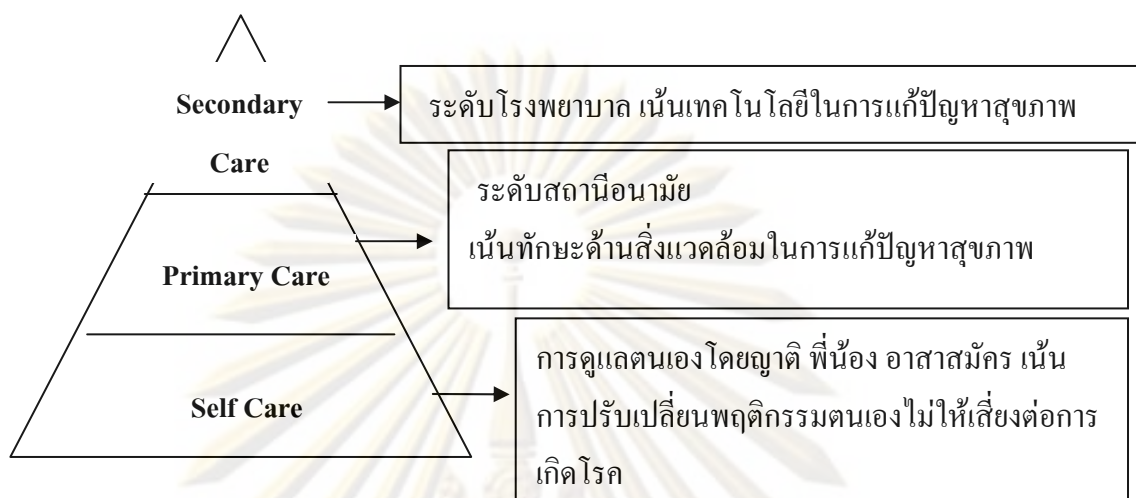 Secondary
Care
ระดับโรงพยาบาล เน้นเทคโนโลยีในการแก้ปัญหาสุขภาพ
Primary Care
ระดับสถานีอนามัย
เน้นทักษะด้านสิ่งแวดล้อมในการแก้ปัญหาสุขภาพ
Self Care
การดูแลตนเองโดยญาติ พี่น้อง อาสาสมัคร เน้น
การปรับเปลี่ยนพฤติกรรมตนเองไม่ให้เสี่ยงต่อการ
เกิดโรค